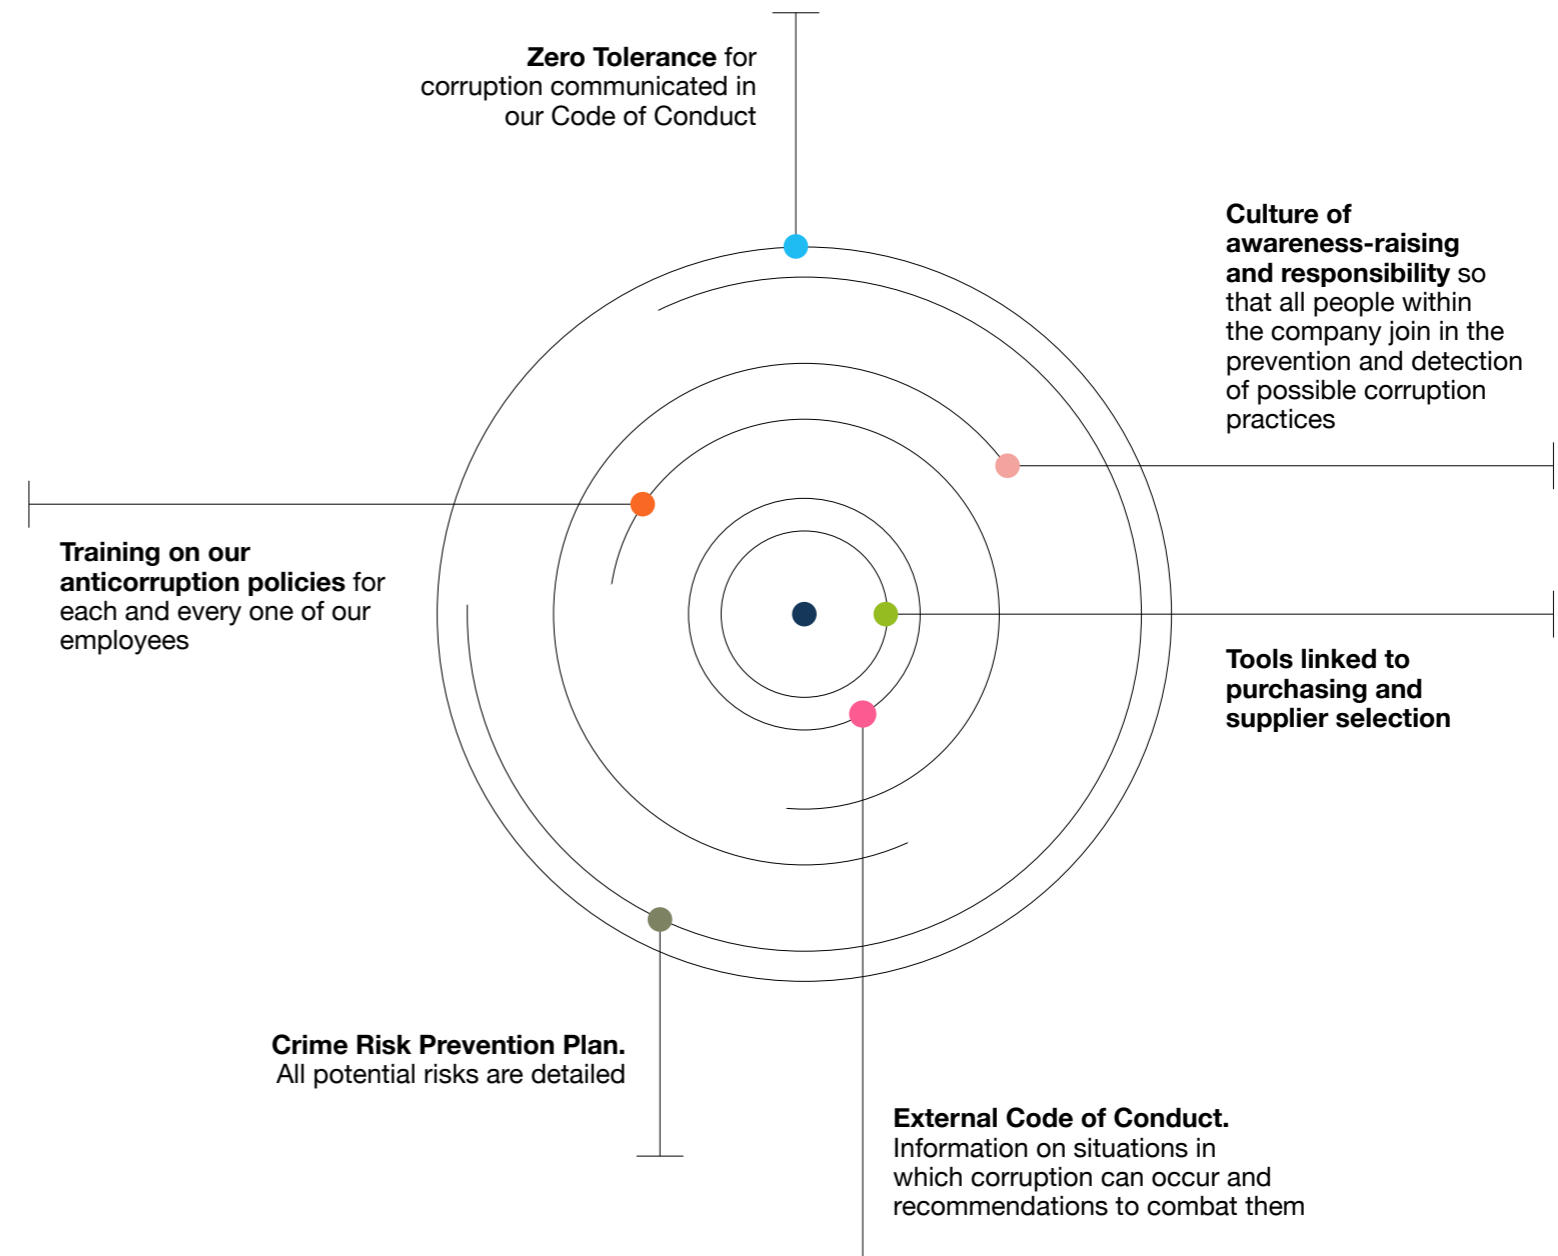 Zero Tolerance for
corruption communicated in
our Code of Conduct
Culture of
awareness-raising
and responsibility so
that all people within
the company join in the
prevention and detection
of possible corruption
practices
Training on our
anticorruption policies for
each and every one of our
employees
Tools linked to
purchasing and
supplier selection
Crime Risk Prevention Plan.
All potential risks are detailed
External Code of Conduct.
Information on situations in
which corruption can occur and
recommendations to combat them